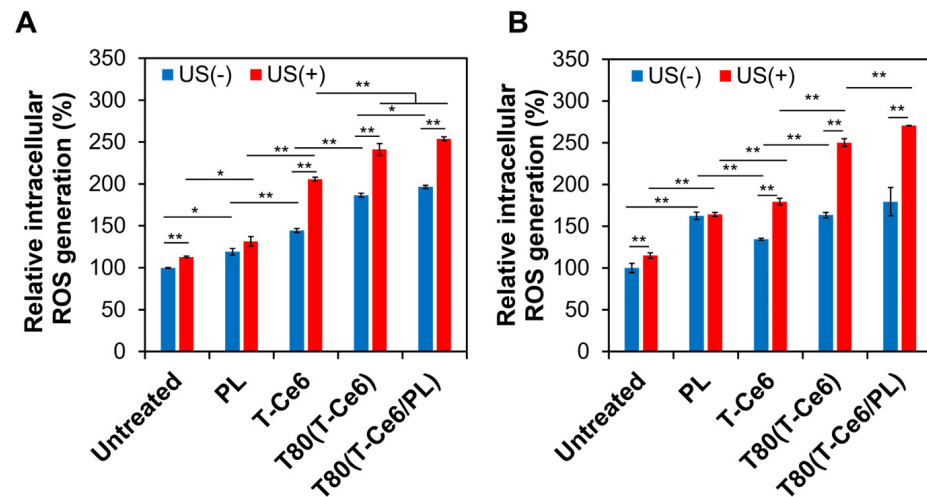 A
Relative intracellular
ROS generation (%)
350
300
250
200
150
100
50
0
US(-) US(+)
**
*
**
**
**
**
**
**
*
**
*
**
Untreated
PL
T-Ce6
T80(T-Ce6)
T80(T-Ce6/PL)
B
Relative intracellular
ROS generation (%)
350
300
250
200
150
100
50
0
US(-) US(+)
**
**
**
**
**
**
**
**
**
**
**
**
Untreated
PL
T-Ce6
T80(T-Ce6)
T80(T-Ce6/PL)